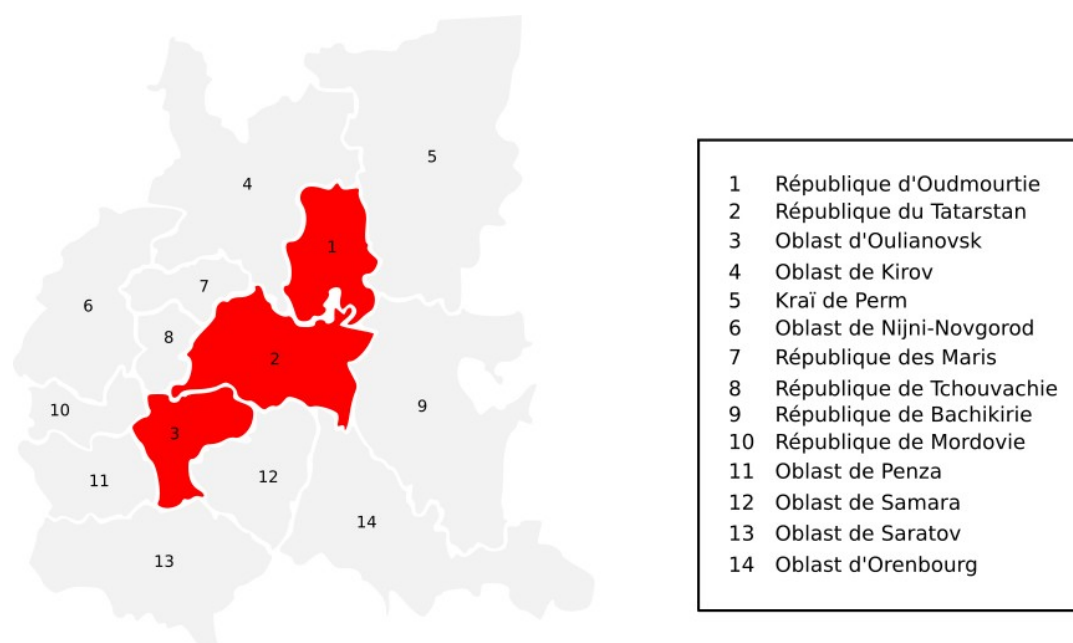 5
4
1
7
6
8
2
9
10
3
12
11
14
13
1 République d'Oudmourtie
2 République du Tatarstan
3 Oblast d'Oulianovsk
4 Oblast de Kirov
5 Kraï de Perm
6 Oblast de Nijni-Novgorod
7 République des Maris
8 République de Tchouvachie
9 République de Bachikirie
10 République de Mordovie
11 Oblast de Penza
12 Oblast de Samara
13 Oblast de Saratov
14 Oblast d'Orenbourg